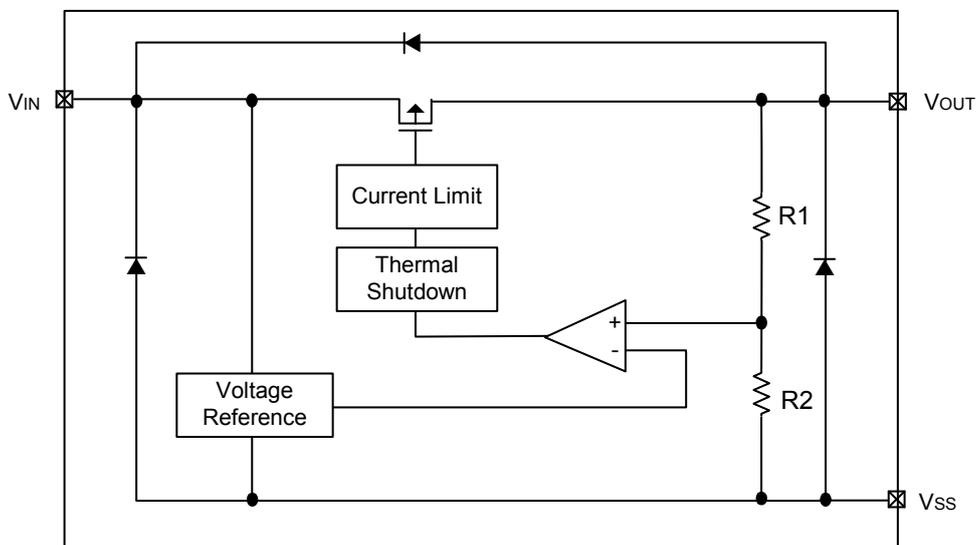 VIN
VOUT
Current Limit
R1
Thermal
Shutdown
+
-
Voltage
Reference
R2
VSS